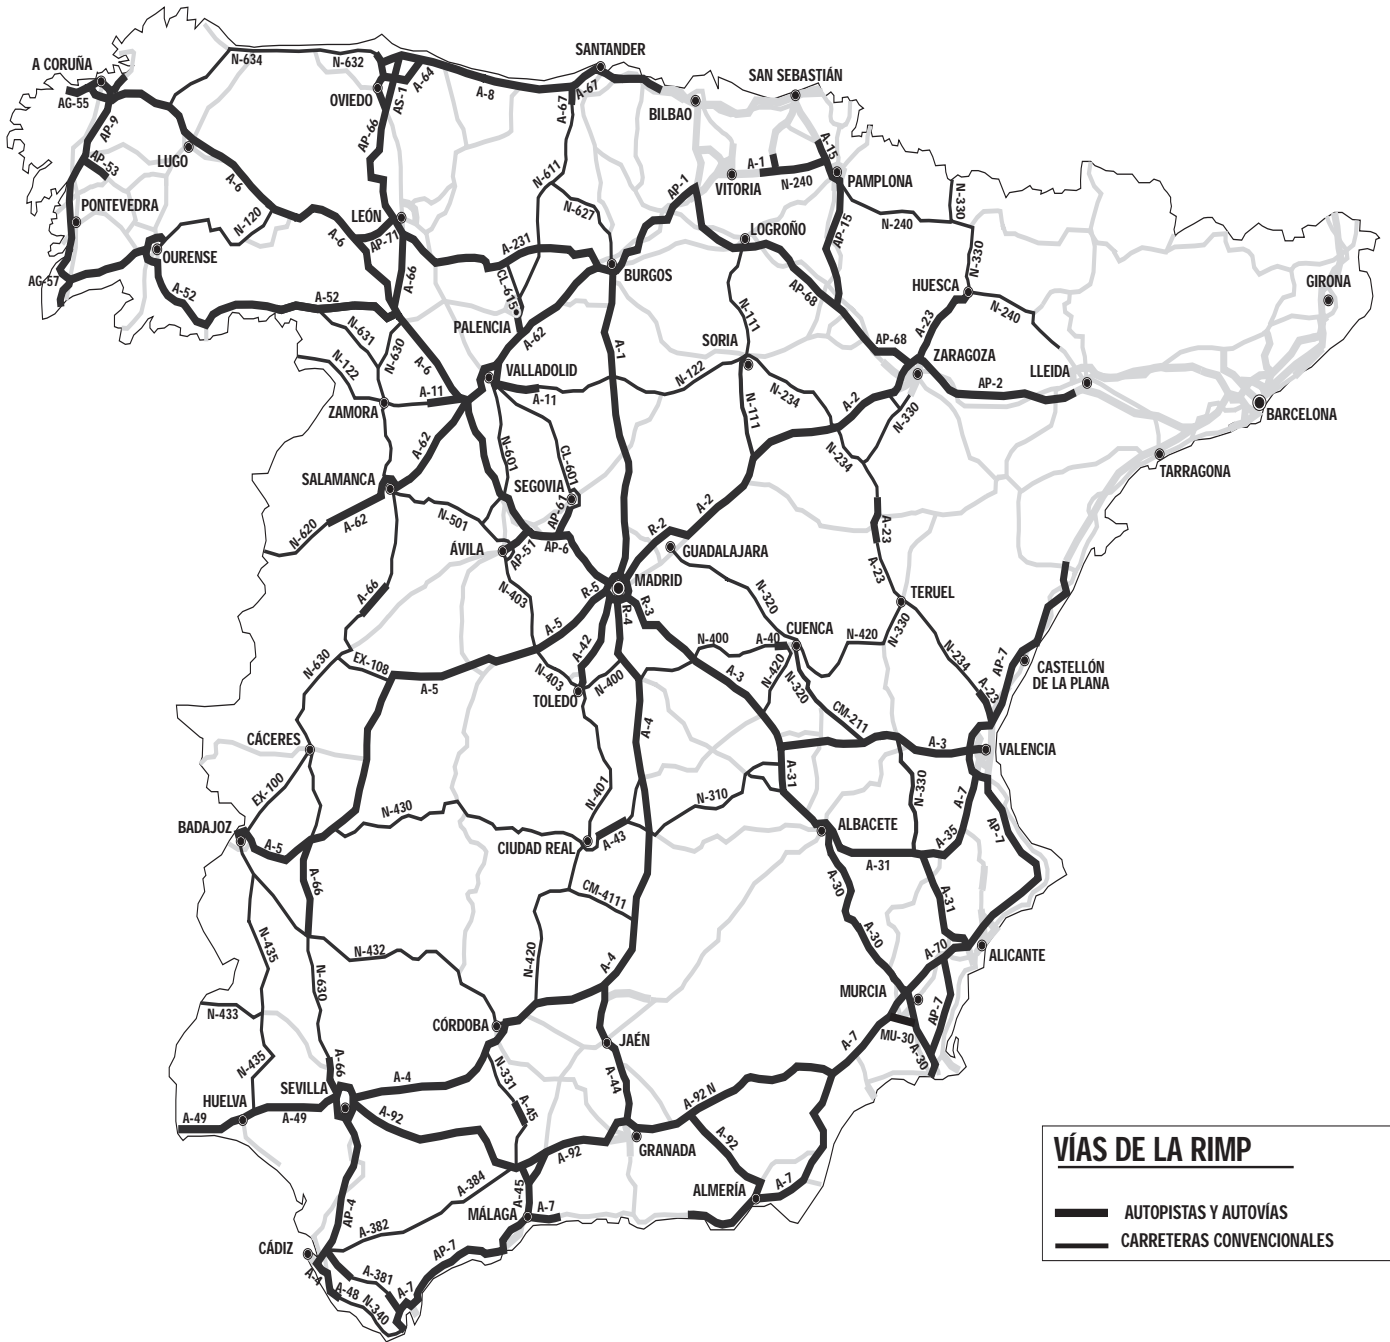 SANTANDER
A CORUÑA
N-634
N-632
A-64
SAN SEBASTIÁN
AG-55
OVIEDO
AS-1
A-8
A-67
A-67
BILBAO
AP-9
AP-66
A-15
LUGO
AP-53
A-6
A-1
VITORIA
N-240
PAMPLONA
N-611
AP-1
N-330
PONTEVEDRA
N-120
LEÓN
N-627
A-6
AP-71
A-231
LOGROÑO
AP-15
N-240
OURENSE
AG-57
A-66
CL-615
BURGOS
N-330
A-52
A-52
AP-68
HUESCA
GIRONA
N-631
PALENCIA
A-62
N-111
A-23
N-240
N-122
N-630
A-6
A-1
SORIA
AP-68
ZARAGOZA
VALLADOLID
N-122
LLEIDA
A-11
A-11
N-234
A-2
AP-2
ZAMORA
N-111
N-330
BARCELONA
A-62
N-601
CL-601
N-234
TARRAGONA
SALAMANCA
SEGOVIA
N-620
A-62
N-501
AP-61
A-2
R-2
A-23
ÁVILA
AP-51
AP-6
GUADALAJARA
A-23
A-66
N-403
R-5
MADRID
R-4
R-3
N-320
TERUEL
N-330
A-5
A-42
N-400
A-40
CUENCA
N-420
N-234
N-630
EX-108
N-403
N-400
A-3
N-420
N-320
AP-7
CASTELLÓN
DE LA PLANA
A-5
TOLEDO
A-23
CM-211
CÁCERES
A-4
A-3
VALENCIA
EX-100
N-401
A-31
N-330
A-7
N-430
N-310
BADAJOZ
AP-7
ALBACETE
A-5
CIUDAD REAL
A-43
A-35
A-66
A-31
CM-4111
A-30
A-31
N-435
N-432
N-420
A-30
A-70
ALICANTE
N-630
A-4
MURCIA
N-433
CÓRDOBA
AP-7
JAÉN
MU-30
A-7
A-30
N-435
A-66
N-331
SEVILLA
A-4
A-44
A-92 N
HUELVA
A-49
A-49
A-92
A-45
A-92
GRANADA
A-92
A-384
A-45
ALMERÍA
A-7
AP-4
MÁLAGA
A-7
A-382
CÁDIZ
AP-7
A-4
A-381
A-48
N-340
A-7
VÍAS DE LA RIMP
AUTOPISTAS Y AUTOVÍAS
CARRETERAS CONVENCIONALES